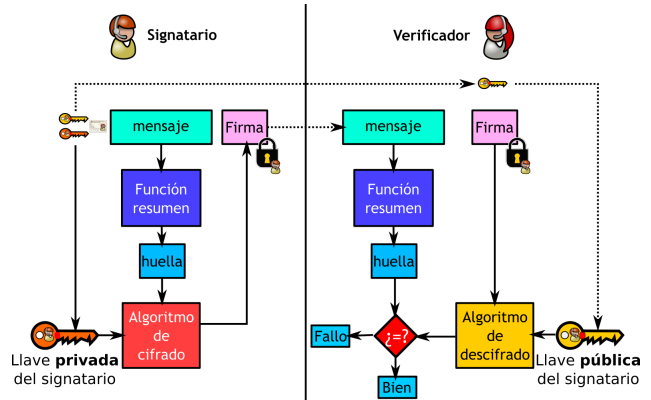 Signatario
Verificador
mensaje
Firma
mensaje
Firma
Función
resumen
Función
resumen
huella
huella
Algoritmo
de
cifrado
Fallo
¿=?
Algoritmo
de
descifrado
Llave privada
del signatario
Bien
Llave pública
del signatario